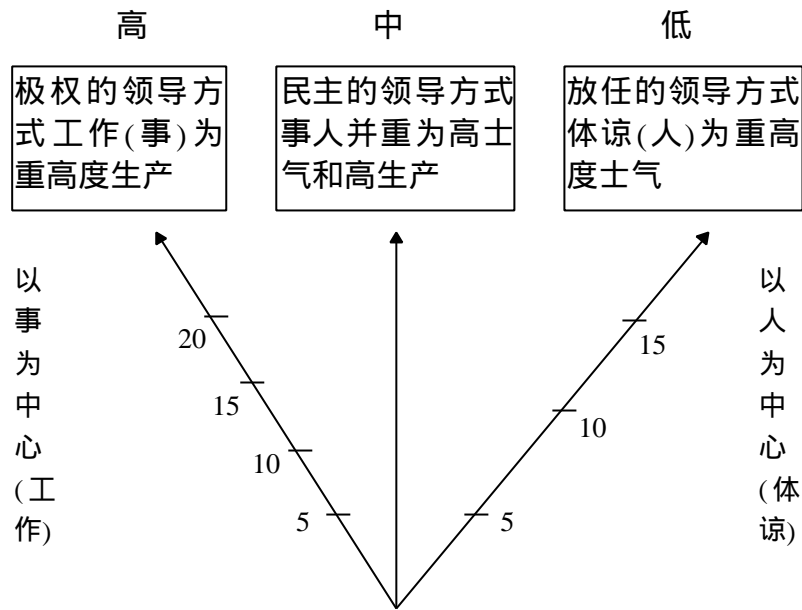 高 中 低
极权的领导方
式工作(事)为
重高度生产
民主的领导方式
事人并重为高士
气和高生产
放任的领导方式
体谅(人)为重高
度士气
以
事
为
中
心
(工
作)
20
15
10
5
15
10
5
以
人
为
中
心
(体
谅)